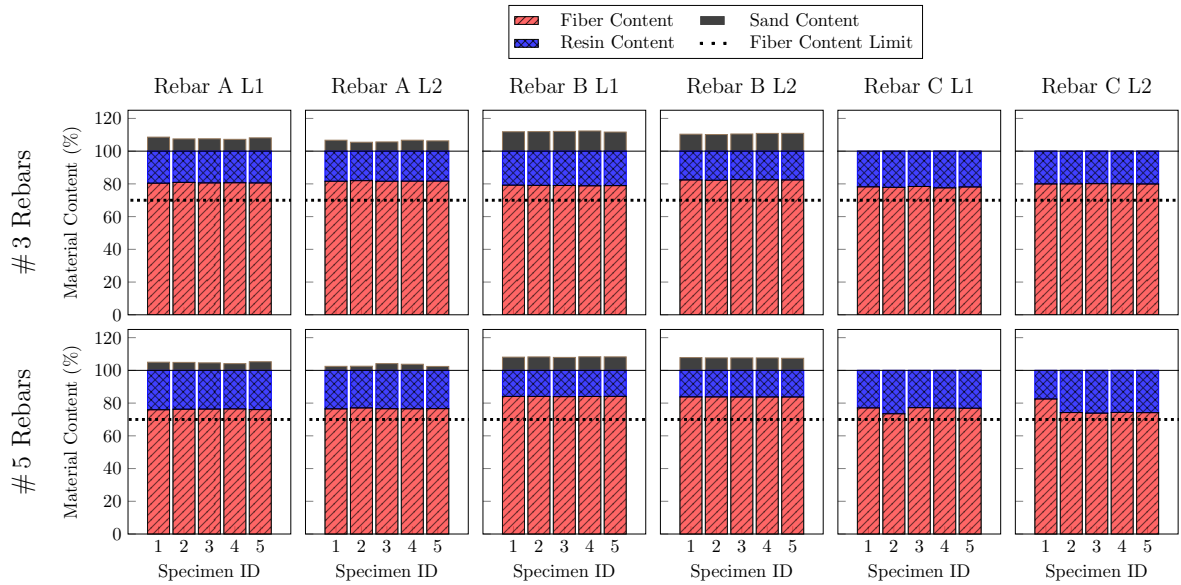 Fiber Content
Sand Content
Resin Content
Fiber Content Limit
Rebar A L1
Rebar A L2
Rebar B L1
Rebar B L2
Rebar C L1
Rebar C L2
# 3 Rebars
Material Content (%)
120
100
80
60
40
20
0
# 5 Rebars
Material Content (%)
120
100
80
60
40
20
0
1 2 3 4 5
1 2 3 4 5
1 2 3 4 5
1 2 3 4 5
1 2 3 4 5
1 2 3 4 5
Specimen ID
Specimen ID
Specimen ID
Specimen ID
Specimen ID
Specimen ID